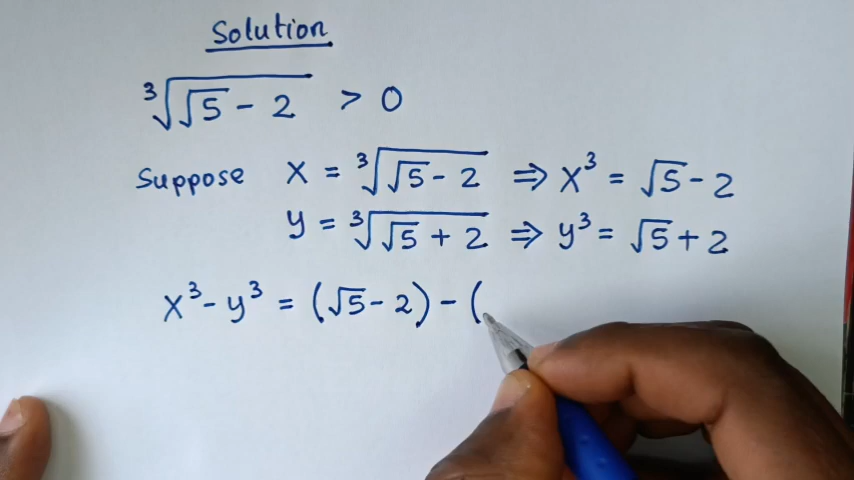 Solution
∛(√5 - 2) > 0
Suppose x = ∛(√5 - 2) ⇒ x³ = √5 - 2
y = ∛(√5 + 2) ⇒ y³ = √5 + 2
x³ - y³ = (√5 - 2) - (